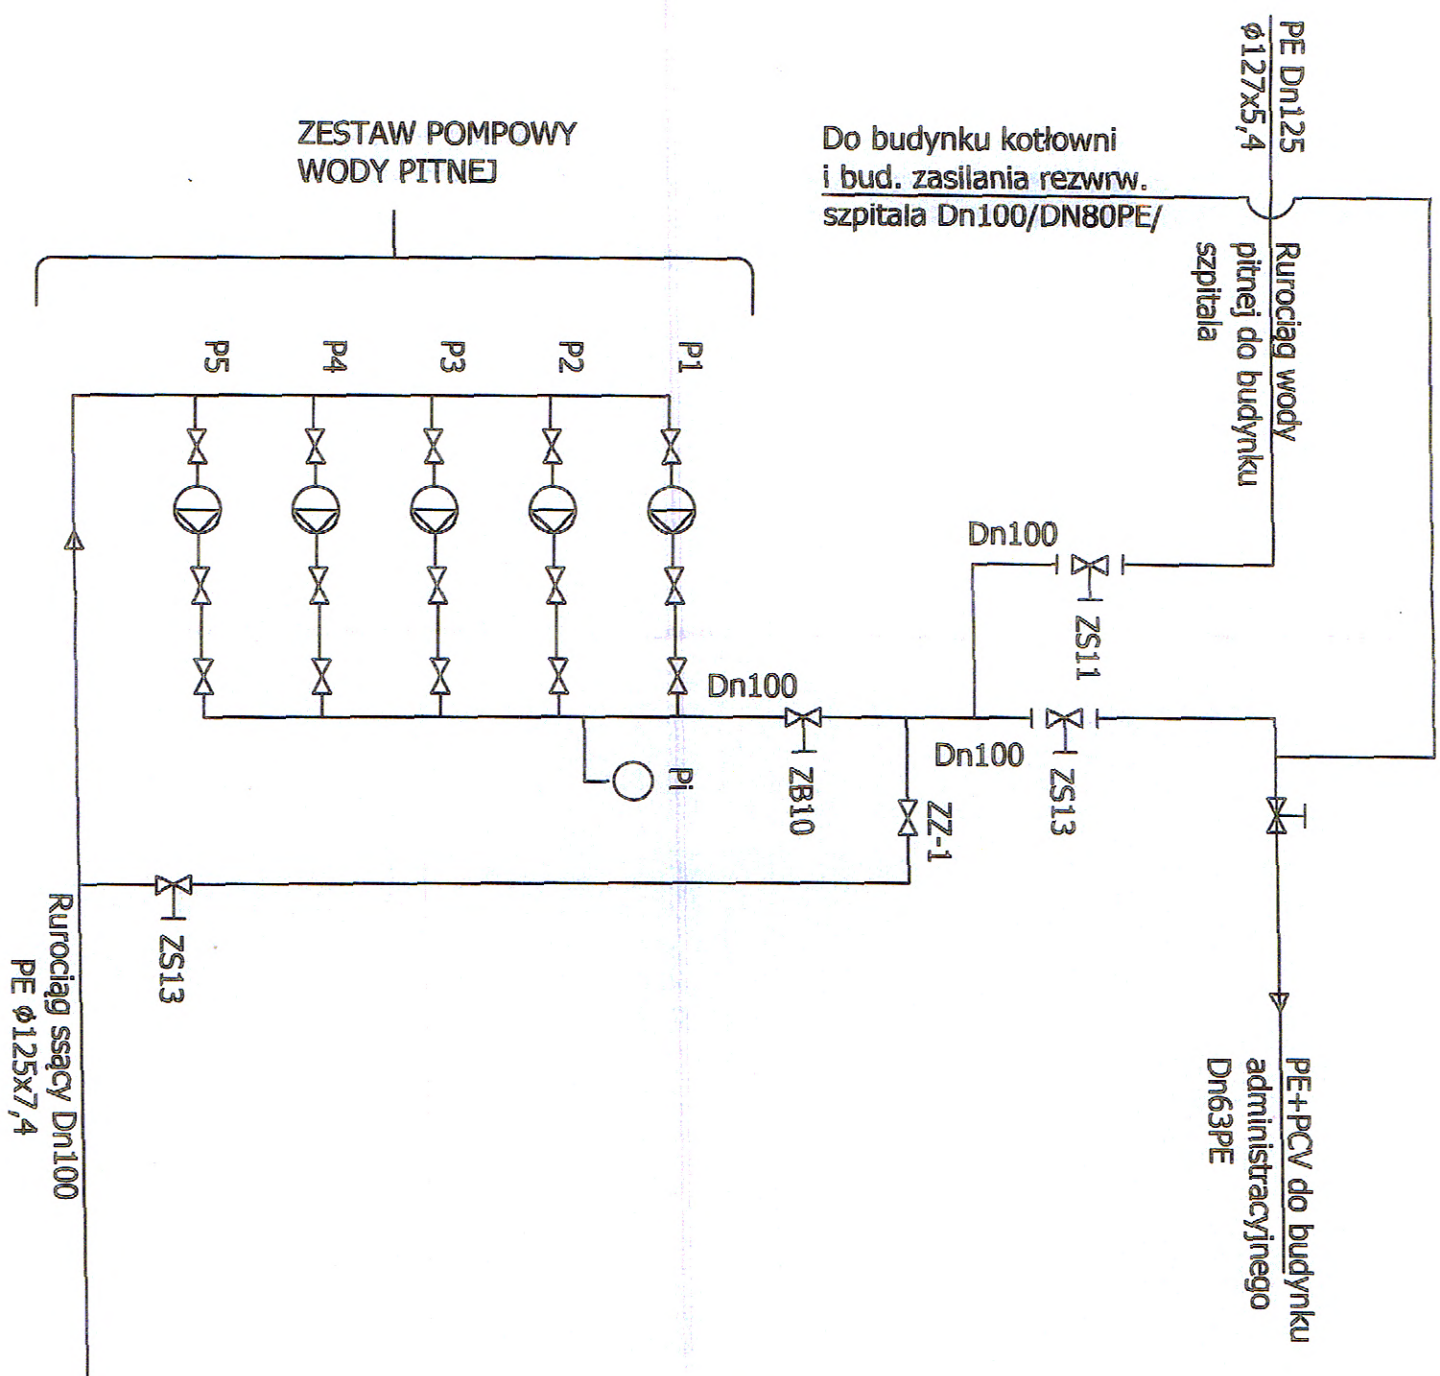 PE Dn125
ø127x5,4
ZESTAW POMPOWY
WODY PITNEJ
Do budynku kotłowni
i bud. zasilania rezwrw.
szpitala Dn100/DN80PE/
Rurociąg wody
pitnej do budynku
szpitala
P5
P4
P3
P2
P1
Dn100
ZS11
Dn100
Dn100
ZS13
Pi
ZB10
ZZ-1
ZS13
Rurociąg ssący Dn100
PE ø125x7,4
PE+PCV do budynku
administracyjnego
Dn63PE